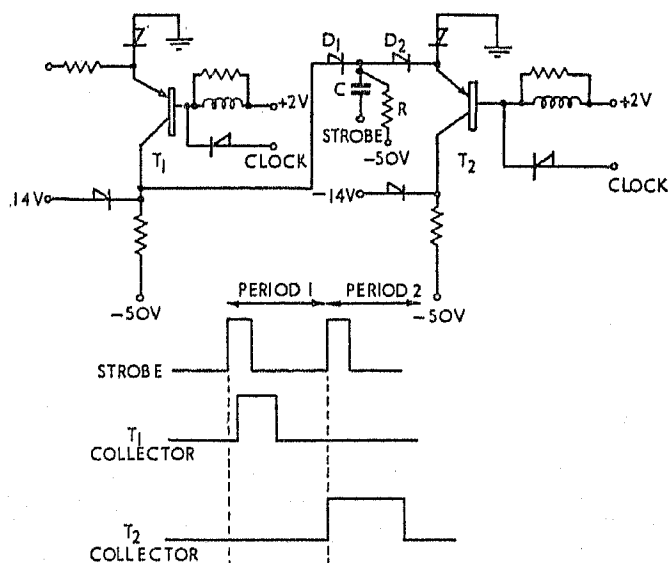 D1 D2
+2V
C
R
+2V
STROBE
T1
CLOCK
-50V
T2
CLOCK
.14V
-14V
-50V
PERIOD 1 PERIOD 2
-50V
STROBE
T1
COLLECTOR
T2
COLLECTOR